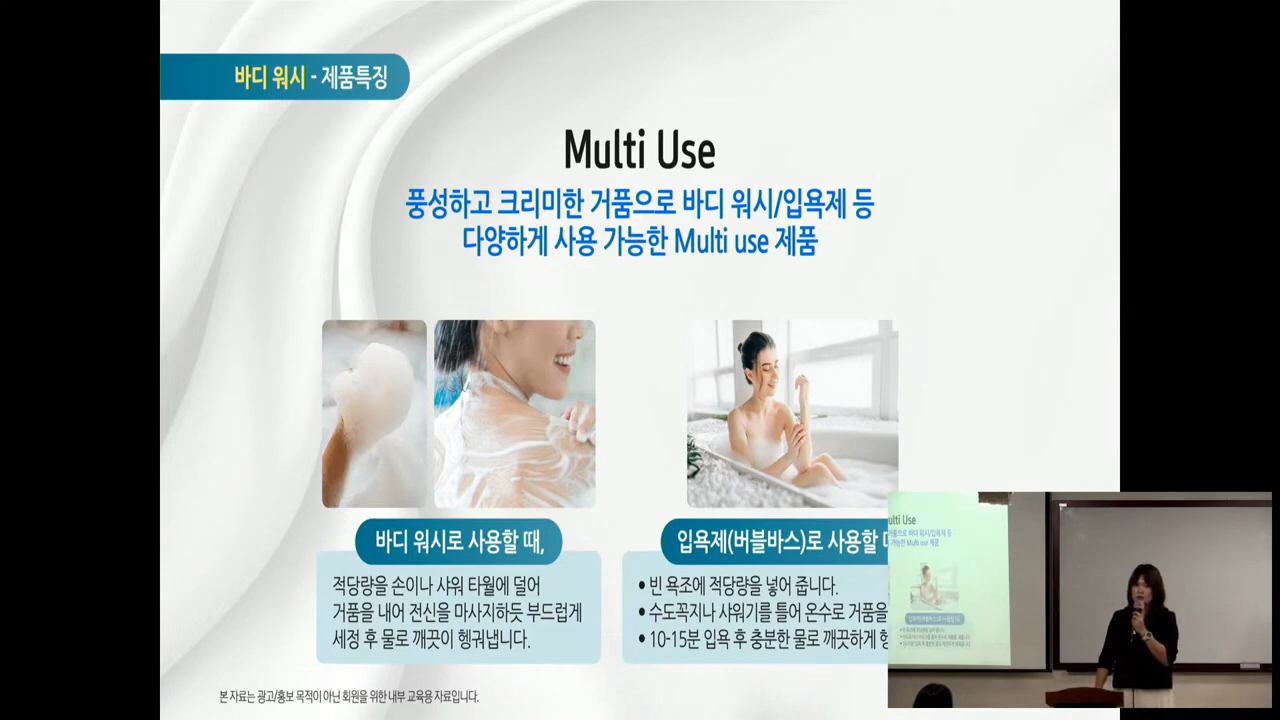 바디 워시 - 제품특징
Multi Use
풍성하고 크리미한 거품으로 바디 워시/입욕제 등
다양하게 사용 가능한 Multi use 제품
바디 워시로 사용할 때,
적당량을 손이나 샤워 타월에 덜어
거품을 내어 전신을 마사지하듯 부드럽게
세정 후 물로 깨끗이 헹궈냅니다.
입욕제(버블바스)로 사용할
• 빈 욕조에 적당량을 넣어 줍니다.
• 수도꼭지나 샤워기를 틀어 온수로 거품을
• 10-15분 입욕 후 충분한 물로 깨끗하게
본 자료는 광고/홍보 목적이 아닌 회원을 위한 내부 교육용 자료입니다.
ulti Use